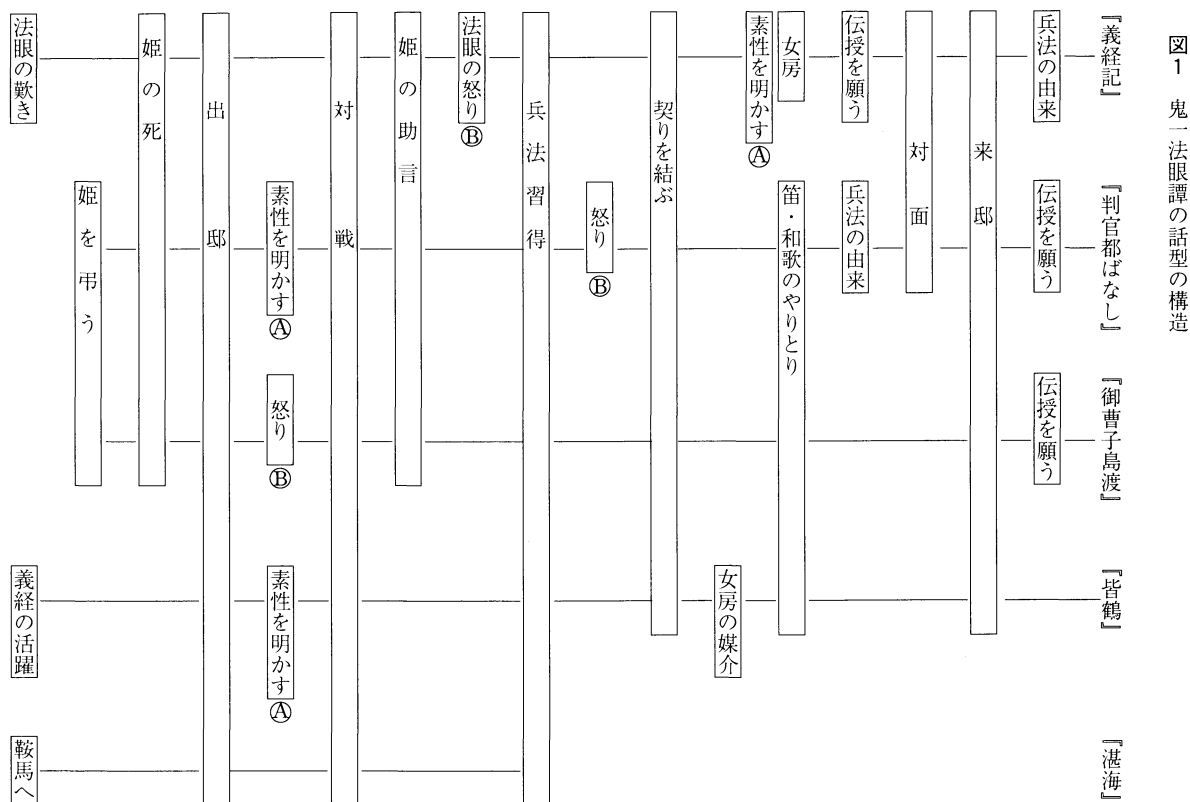 図1 鬼一法眼譚の話型の構造
『義経記』
『判官都ばなし』
『御曹子島渡』
『皆鶴』
『湛海』
兵法の由来
伝授を願う
伝授を願う
来邸
対面
伝授を願う
兵法の由来
女房
笛・和歌のやりとり
素性を明かすⒶ
女房の媒介
契りを結ぶ
怒りⒷ
兵法習得
法眼の怒りⒷ
姫の助言
対戦
素性を明かすⒶ
怒りⒷ
素性を明かすⒶ
出邸
姫の死
姫を弔う
法眼の歎き
義経の活躍
鞍馬へ